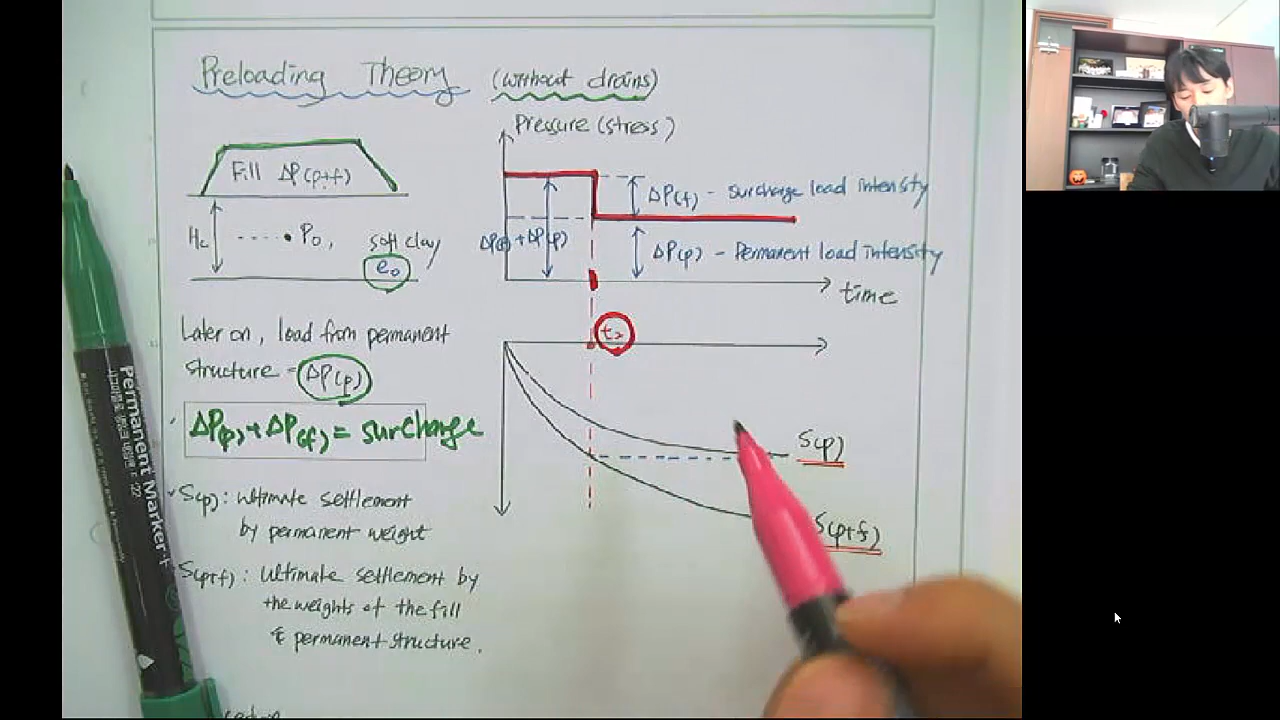 Preloading Theory (without drains)
Pressure (stress)
Fill ΔP(p+f)
Hc
P₀,
soft clay
e₀
ΔP(f) - Surcharge load intensity
+ΔP(p)
ΔP(p) - Permanent load intensity
time
t₂
Later on, load from permanent
structure = ΔP(p)
ΔP(p) + ΔP(f) = surcharge
S(p)
S(p+f)
S(p) : ultimate settlement
by permanent weight
S(p+f) : Ultimate settlement by
the weights of the fill
& permanent structure.
Permanent Marker